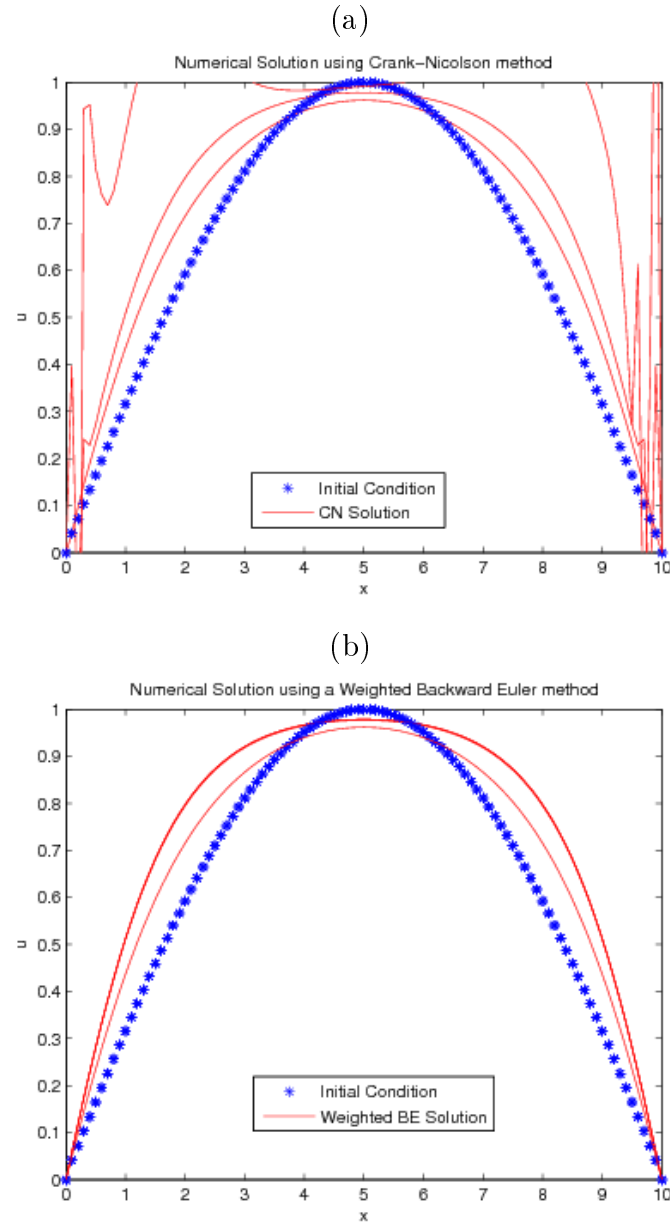 (a)
Numerical Solution using Crank−Nicolson method
1
0.9
0.8
0.7
0.6
0.5
0.4
0.3
0.2
0.1
0
u
Initial Condition
CN Solution
0 1 2 3 4 5 6 7 8 9 10
x
(b)
Numerical Solution using a Weighted Backward Euler method
1
0.9
0.8
0.7
0.6
0.5
0.4
0.3
0.2
0.1
0
u
Initial Condition
Weighted BE Solution
0 1 2 3 4 5 6 7 8 9 10
x